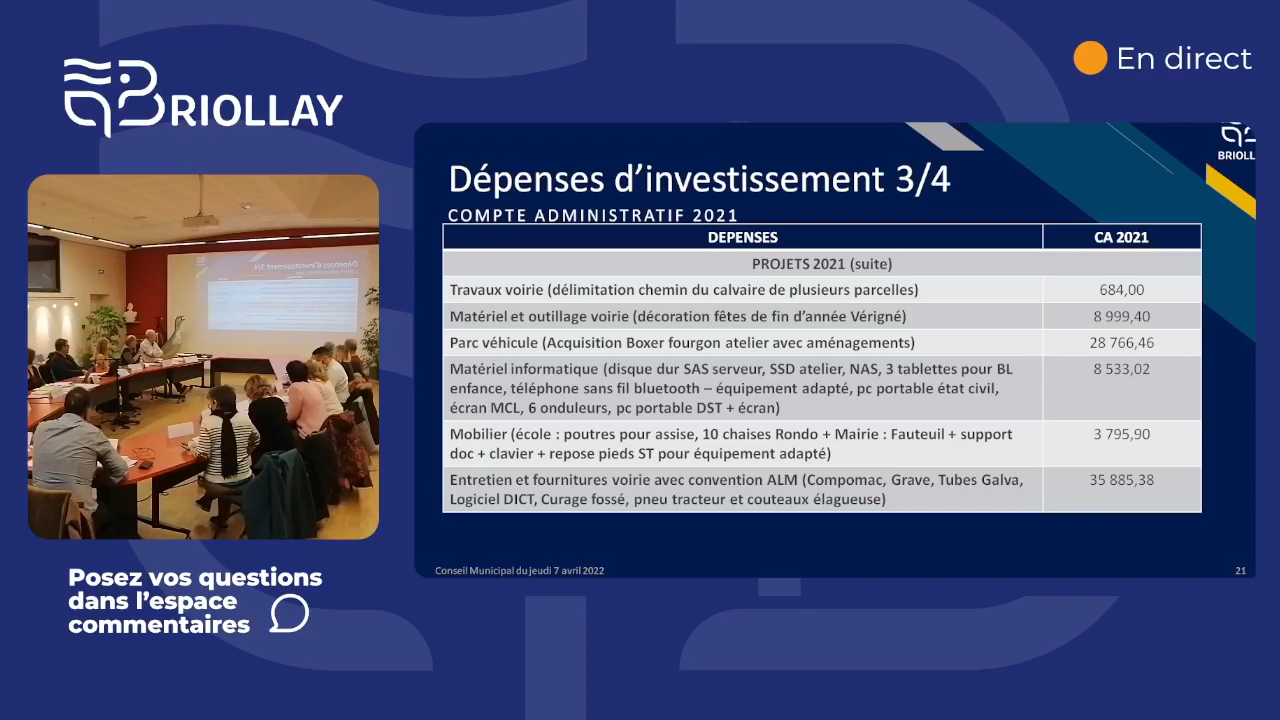 BRIOLLAY
En direct
BRIOLL
Dépenses d’investissement 3/4
COMPTE ADMINISTRATIF 2021
DEPENSES CA 2021
PROJETS 2021 (suite)
Travaux voirie (délimitation chemin du calvaire de plusieurs parcelles) 684,00
Matériel et outillage voirie (décoration fêtes de fin d’année Vérigné) 8 999,40
Parc véhicule (Acquisition Boxer fourgon atelier avec aménagements) 28 766,46
Matériel informatique (disque dur SAS serveur, SSD atelier, NAS, 3 tablettes pour BL 8 533,02
enfance, téléphone sans fil bluetooth – équipement adapté, pc portable état civil,
écran MCL, 6 onduleurs, pc portable DST + écran)
Mobilier (école : poutres pour assise, 10 chaises Rondo + Mairie : Fauteuil + support 3 795,90
doc + clavier + repose pieds ST pour équipement adapté)
Entretien et fournitures voirie avec convention ALM (Compomac, Grave, Tubes Galva, 35 885,38
Logiciel DICT, Curage fossé, pneu tracteur et couteaux élagueuse)
Conseil Municipal du jeudi 7 avril 2022 21
Dépenses d'investissement 3/4
Posez vos questions
dans l’espace
commentaires